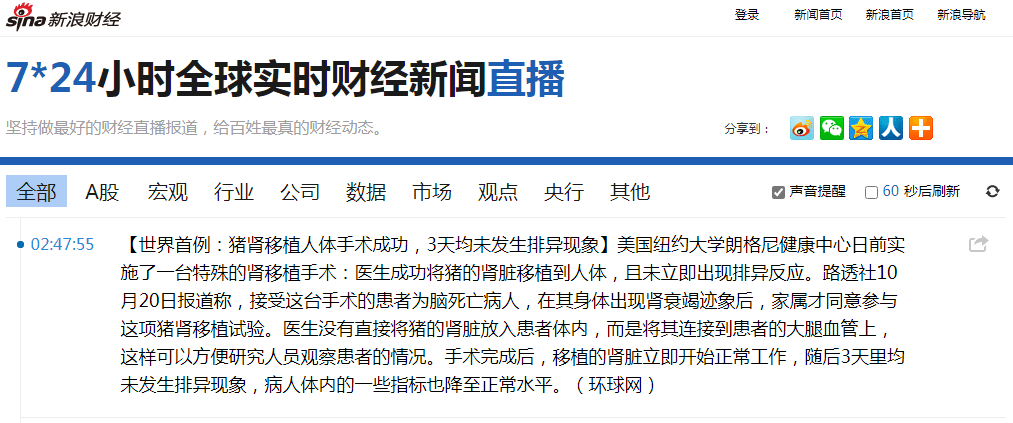 sina 新浪财经 登录 新闻首页 新浪首页 新浪导航
7*24小时全球实时财经新闻直播
坚持做最好的财经直播报道，给百姓最真的财经动态。 分享到：
全部 A股 宏观 行业 公司 数据 市场 观点 央行 其他 声音提醒 60 秒后刷新
02:47:55 【世界首例：猪肾移植人体手术成功，3天均未发生排异现象】美国纽约大学朗格尼健康中心日前实
施了一台特殊的肾移植手术：医生成功将猪的肾脏移植到人体，且未立即出现排异反应。路透社10
月20日报道称，接受这台手术的患者为脑死亡病人，在其身体出现肾衰竭迹象后，家属才同意参与
这项猪肾移植试验。医生没有直接将猪的肾脏放入患者体内，而是将其连接到患者的大腿血管上，
这样可以方便研究人员观察患者的情况。手术完成后，移植的肾脏立即开始正常工作，随后3天里均
未发生排异现象，病人体内的一些指标也降至正常水平。（环球网）